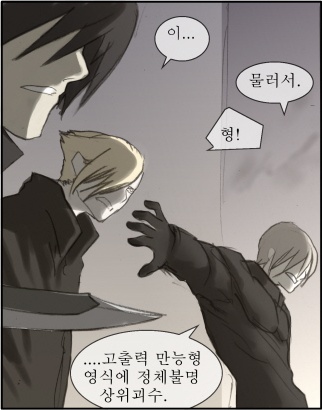 이...
물러서.
형!
....고출력 만능형
영식에 정체불명
상위괴수.